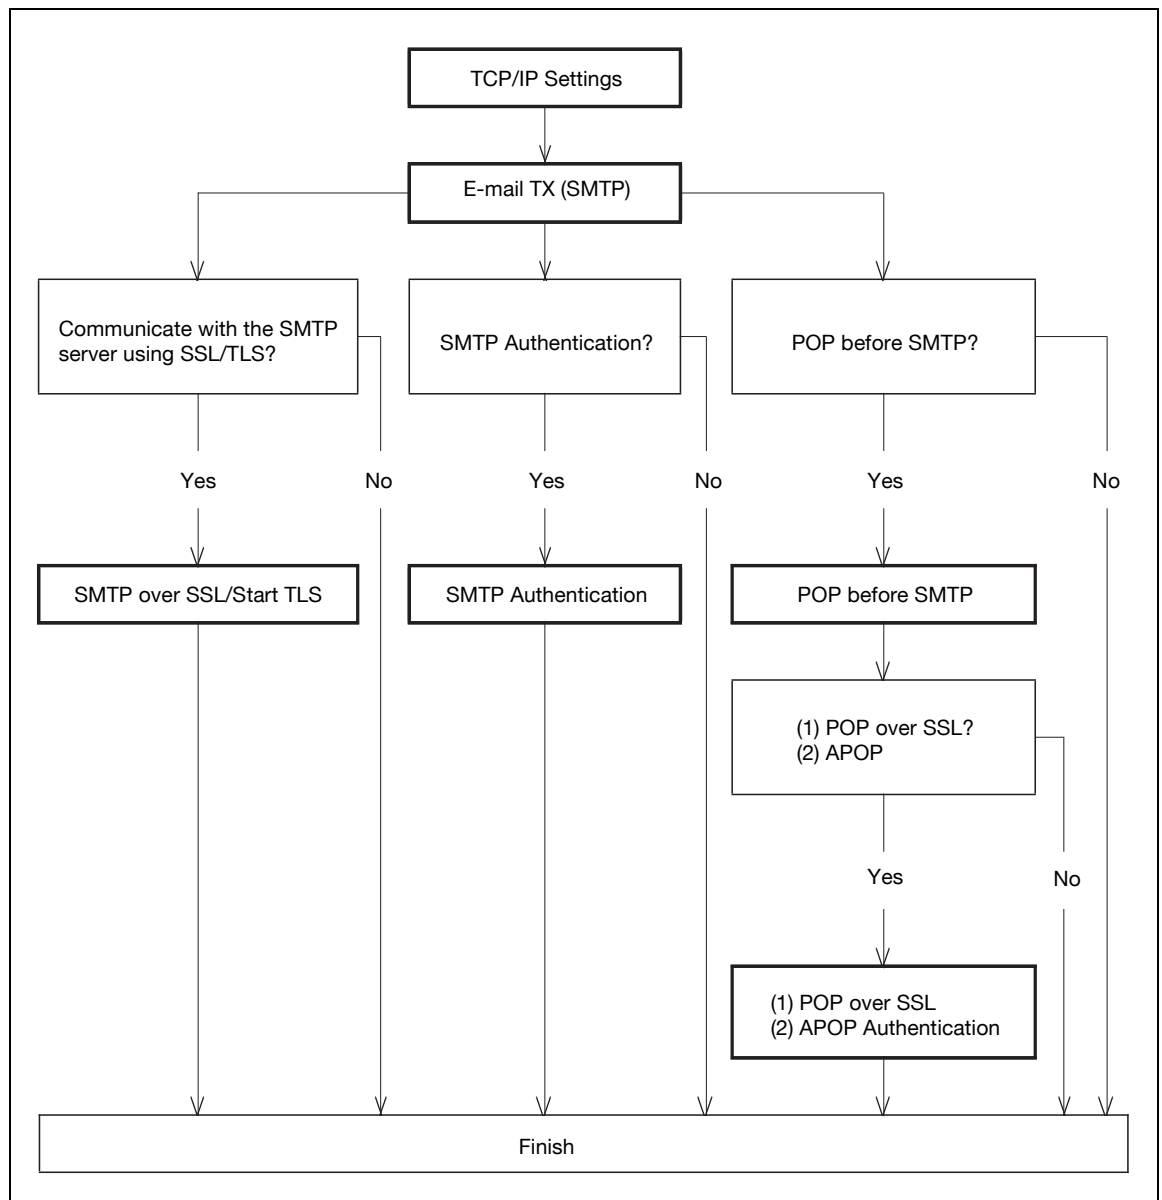 TCP/IP Settings
E-mail TX (SMTP)
Communicate with the SMTP
server using SSL/TLS?
SMTP Authentication?
POP before SMTP?
Yes
No
Yes
No
Yes
No
SMTP over SSL/Start TLS
SMTP Authentication
POP before SMTP
(1) POP over SSL?
(2) APOP
Yes
No
(1) POP over SSL
(2) APOP Authentication
Finish